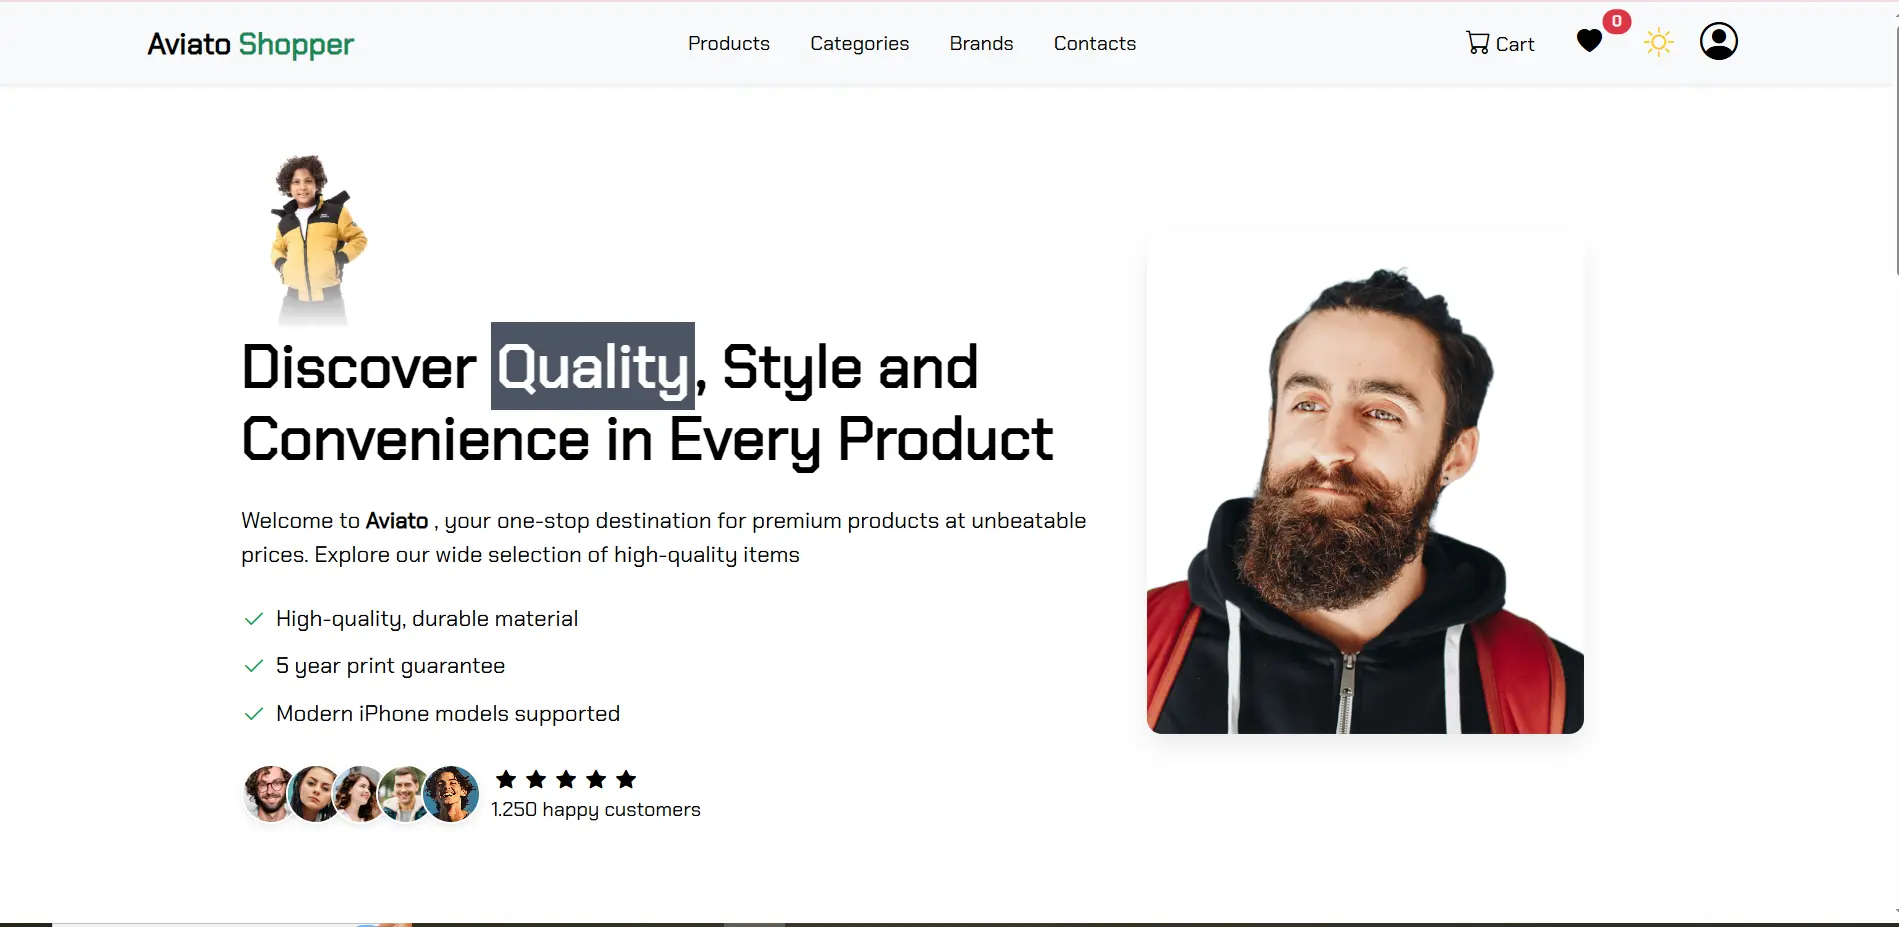 Aviato Shopper
Products
Categories
Brands
Contacts
Cart
0
Discover Quality, Style and
Convenience in Every Product
Welcome to Aviato , your one-stop destination for premium products at unbeatable
prices. Explore our wide selection of high-quality items
High-quality, durable material
5 year print guarantee
Modern iPhone models supported
1.250 happy customers